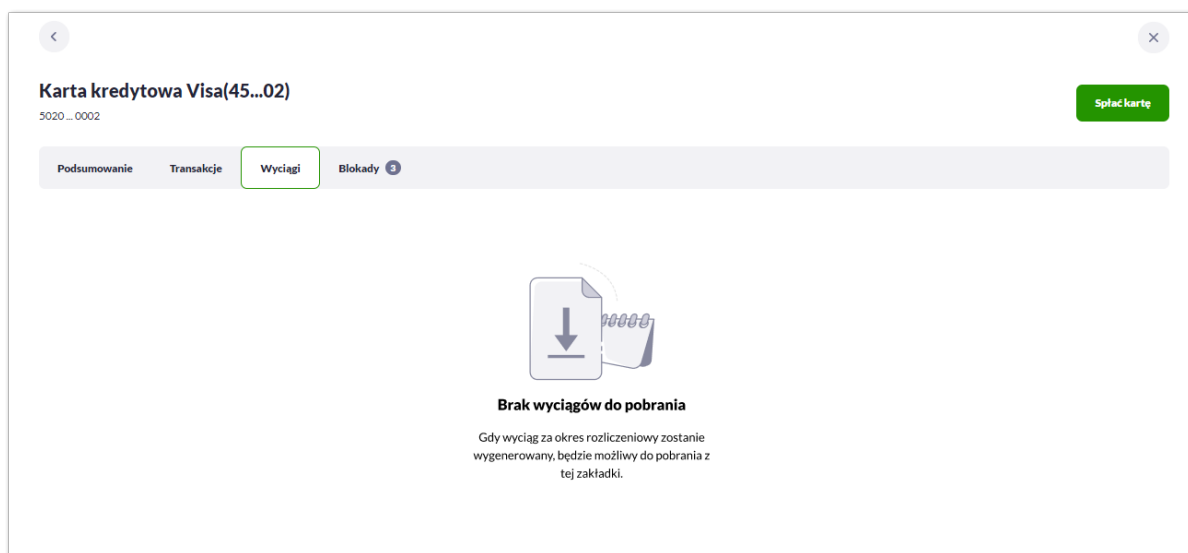 Karta kredytowa Visa(45...02)
5020 ... 0002
Spłać kartę
Podsumowanie Transakcje Wyciągi Blokady 3
Brak wyciągów do pobrania
Gdy wyciąg za okres rozliczeniowy zostanie
wygenerowany, będzie możliwy do pobrania z
tej zakładki.